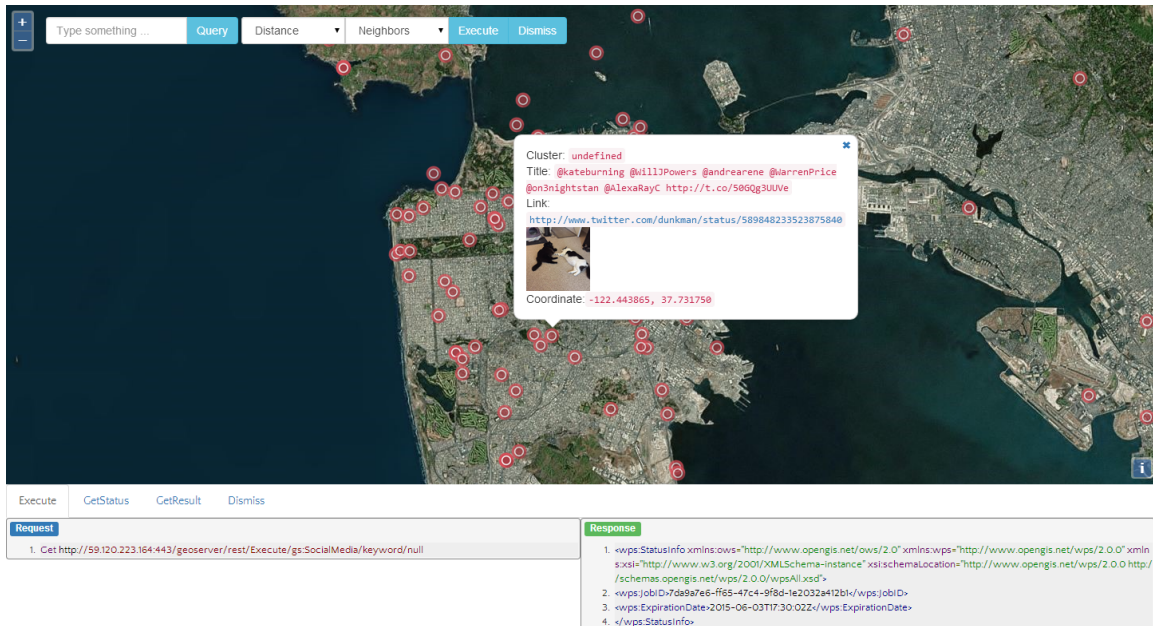 +
−
Type something ...
Query
Distance
Neighbors
Execute
Dismiss
Cluster: undefined
Title: @kateburning @WillJPowers @andrearene @WarrenPrice
@on3nightstan @AlexaRayC http://t.co/50GQg3UUVe
Link:
http://www.twitter.com/dunkman/status/589848233523875840
Coordinate: -122.443865, 37.731750
i
Execute
GetStatus
GetResult
Dismiss
Request
1. Get http://59.120.223.164:443/geoserver/rest/Execute/gs:SocialMedia/keyword/null
Response
1. <wps:StatusInfo xmlns:ows="http://www.opengis.net/ows/2.0" xmlns:wps="http://www.opengis.net/wps/2.0.0" xmln
s:xsi="http://www.w3.org/2001/XMLSchema-instance" xsi:schemaLocation="http://www.opengis.net/wps/2.0.0 http:/
/schemas.opengis.net/wps/2.0.0/wpsAll.xsd">
2. <wps:JobID>7da9a7e6-ff65-47c4-9f8d-1e2032a412b1</wps:JobID>
3. <wps:ExpirationDate>2015-06-03T17:30:02Z</wps:ExpirationDate>
4. </wps:StatusInfo>